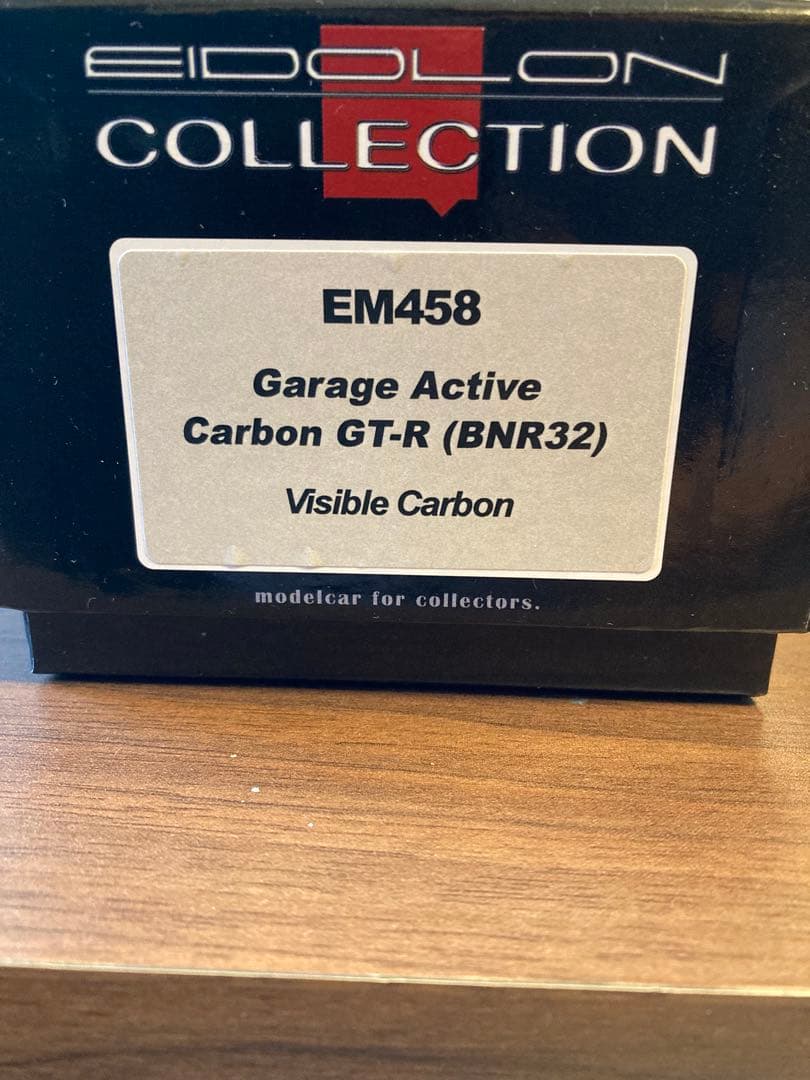 EIDOLON
COLLECTION
EM458
Garage Active
Carbon GT-R (BNR32)
Visible Carbon
modelcar for collectors.